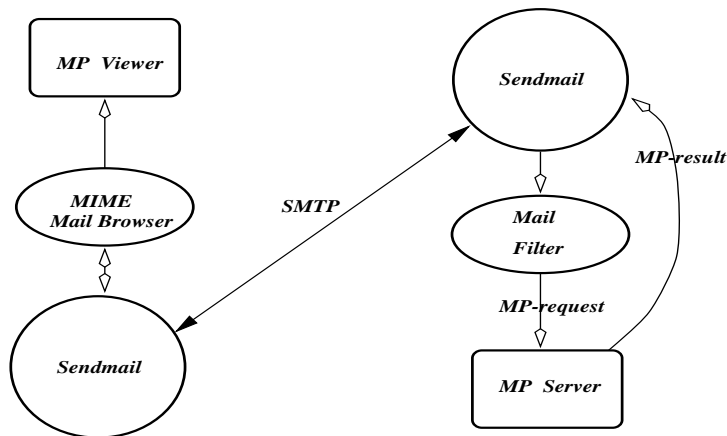 MP Viewer
Sendmail
MP-result
MIME
Mail Browser
SMTP
Mail
Filter
MP-request
Sendmail
MP Server